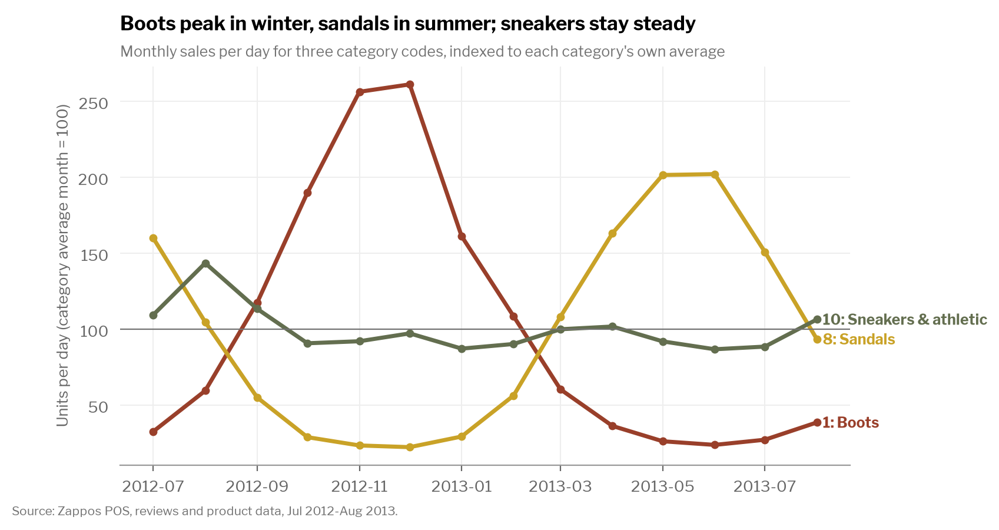 Boots peak in winter, sandals in summer; sneakers stay steady
Monthly sales per day for three category codes, indexed to each category's own average
Units per day (category average month = 100)
250
200
150
100
50
10: Sneakers & athletic
8: Sandals
1: Boots
2012-07 2012-09 2012-11 2013-01 2013-03 2013-05 2013-07
Source: Zappos POS, reviews and product data, Jul 2012-Aug 2013.